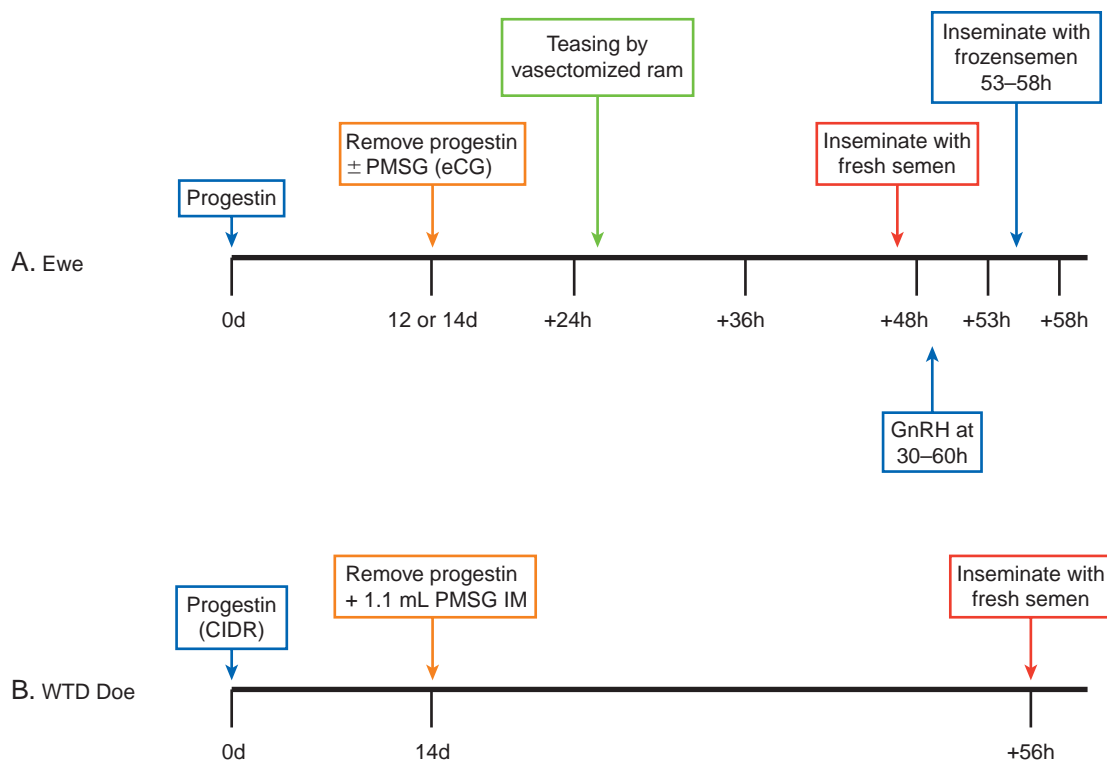 Teasing by
vasectomized ram
Inseminate with
frozensemen
53–58h
Remove progestin
± PMSG (eCG)
Inseminate with
fresh semen
Progestin
A. Ewe
0d
12 or 14d
+24h
+36h
+48h
+53h
+58h
GnRH at
30–60h
Progestin
(CIDR)
Remove progestin
+ 1.1 mL PMSG IM
Inseminate with
fresh semen
B. WTD Doe
0d
14d
+56h